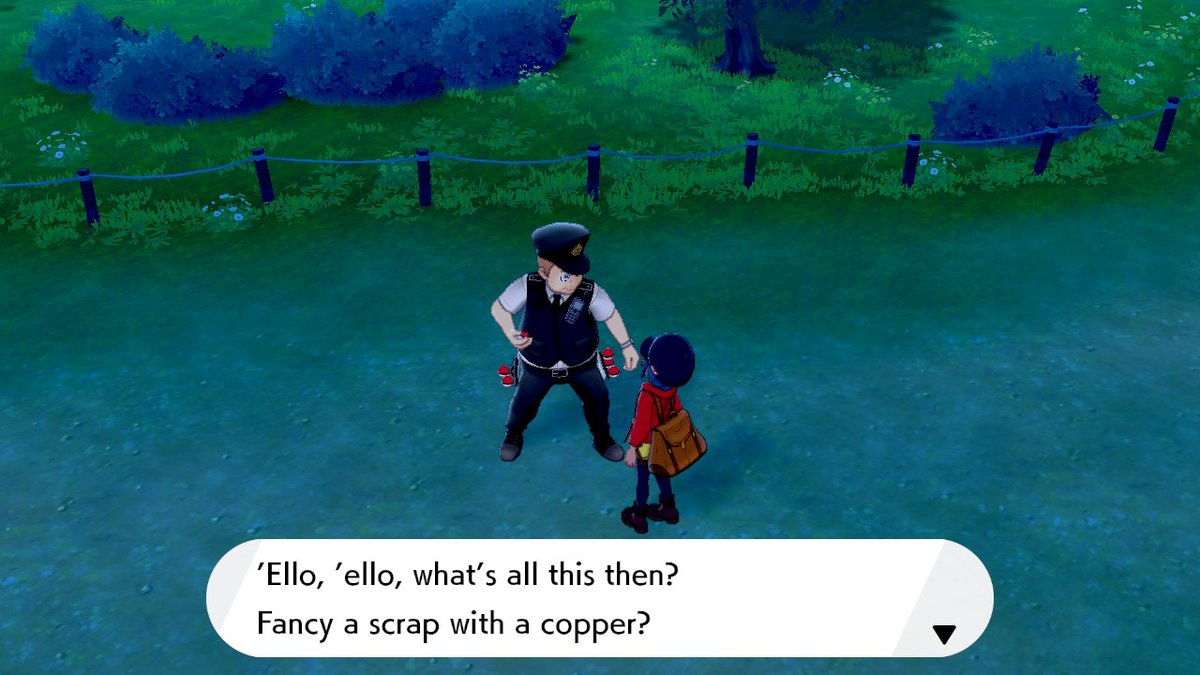 ’Ello, ’ello, what’s all this then?
Fancy a scrap with a copper?